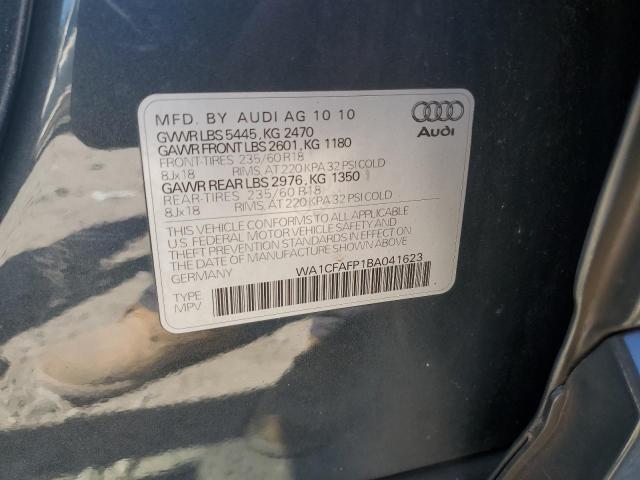 MFD. BY AUDI AG 10 10
GVWR LBS 5445, KG 2470
GAWR FRONT LBS 2601, KG 1180
FRONT-TIRES 235/60 R18
8Jx18 RIMS, AT 220 KPA 32 PSI COLD
GAWR REAR LBS 2976, KG 1350
REAR-TIRES 235/60 R18
8Jx18 RIMS, AT 220 KPA 32 PSI COLD
Audi
THIS VEHICLE CONFORMS TO ALL APPLICABLE
U.S. FEDERAL MOTOR VEHICLE SAFETY AND
THEFT PREVENTION STANDARDS IN EFFECT ON THE
DATE OF MANUFACTURE SHOWN ABOVE
GERMANY WA1CFAFP1BA041623
TYPE
MPV